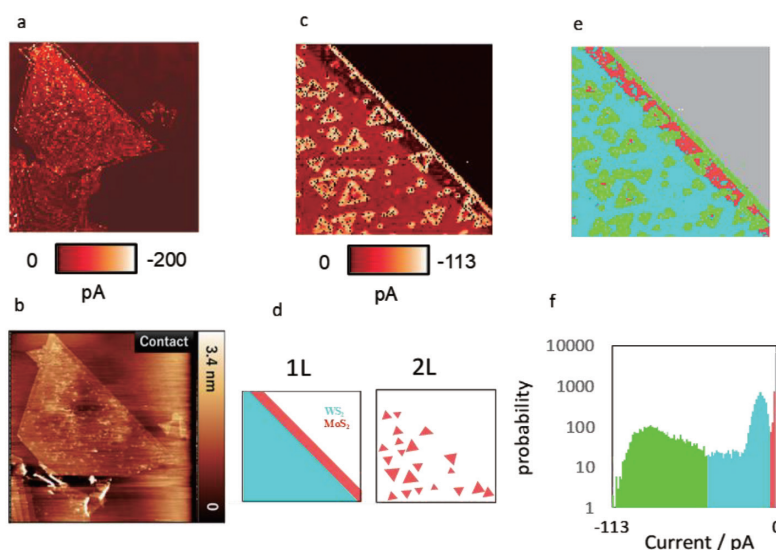 a
c
e
0
-200
pA
0
-113
pA
b
Contact
3.4 nm
0
d
1L
2L
WS₂
MoS₂
f
10000
1000
100
10
1
probability
-113
0
Current / pA